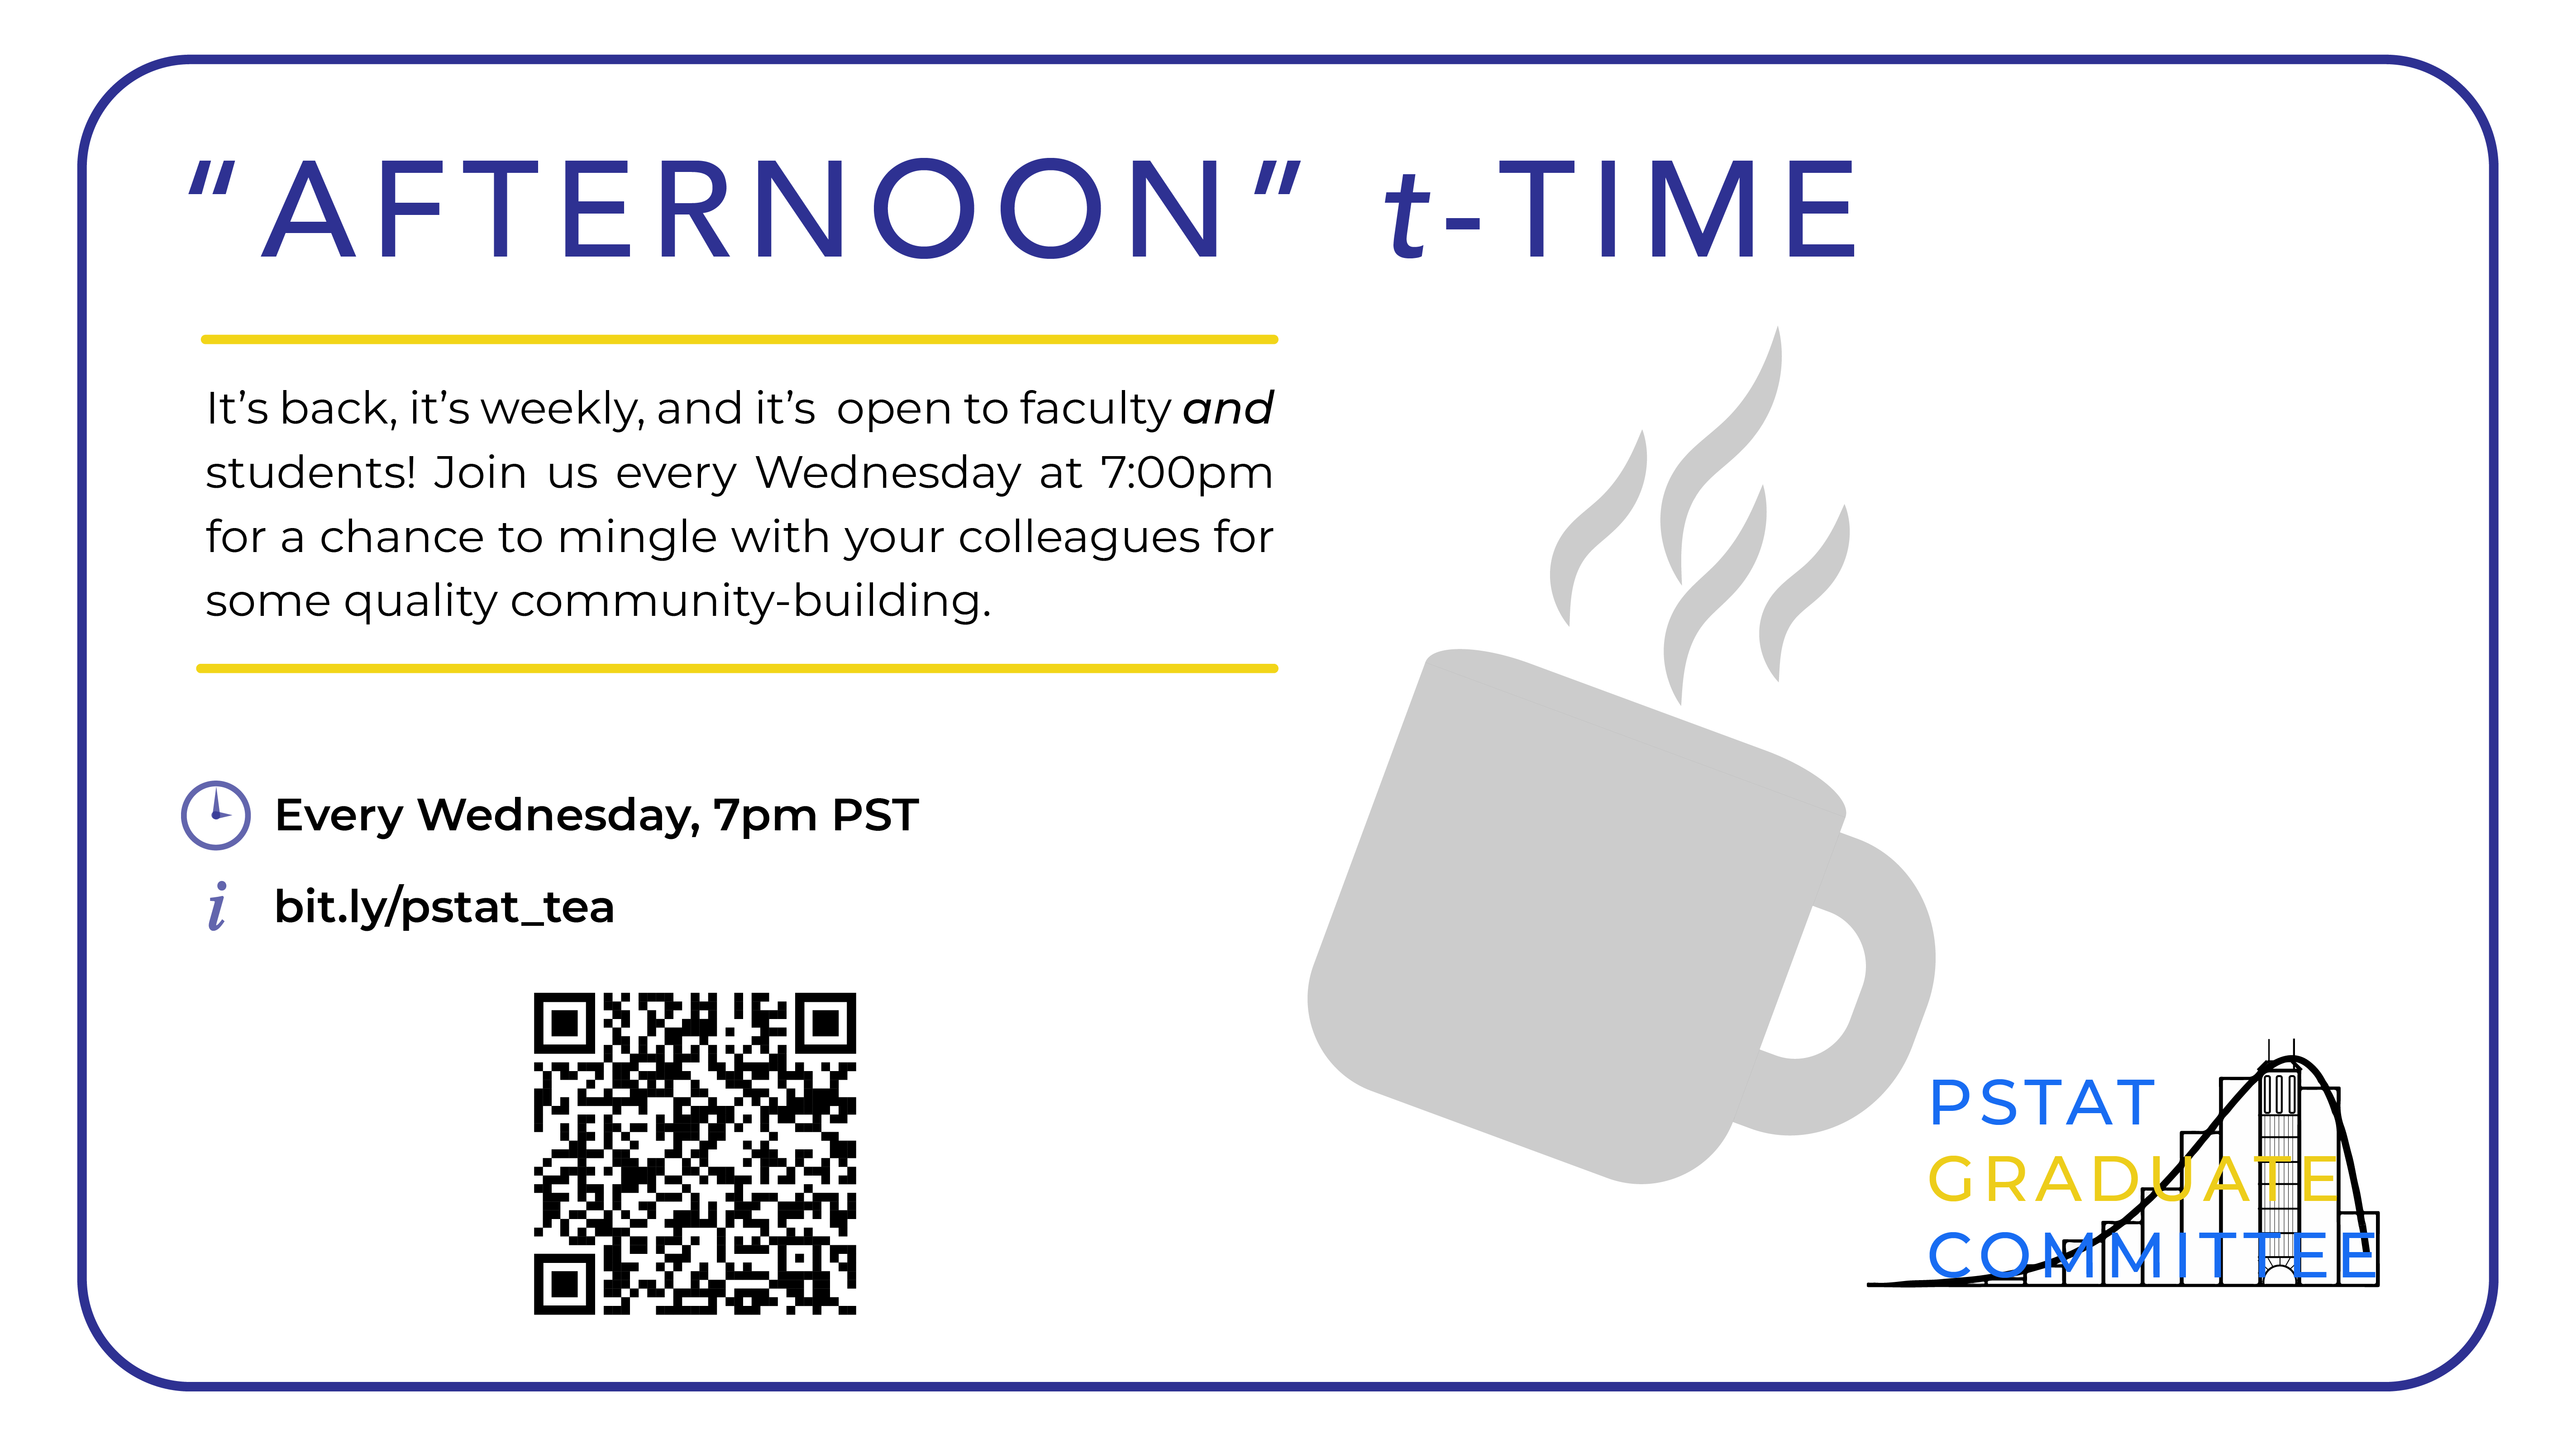 “AFTERNOON” t-TIME
It’s back, it’s weekly, and it’s open to faculty and
students! Join us every Wednesday at 7:00pm
for a chance to mingle with your colleagues for
some quality community-building.
Every Wednesday, 7pm PST
i bit.ly/pstat_tea
PSTAT
GRADUATE
COMMITTEE